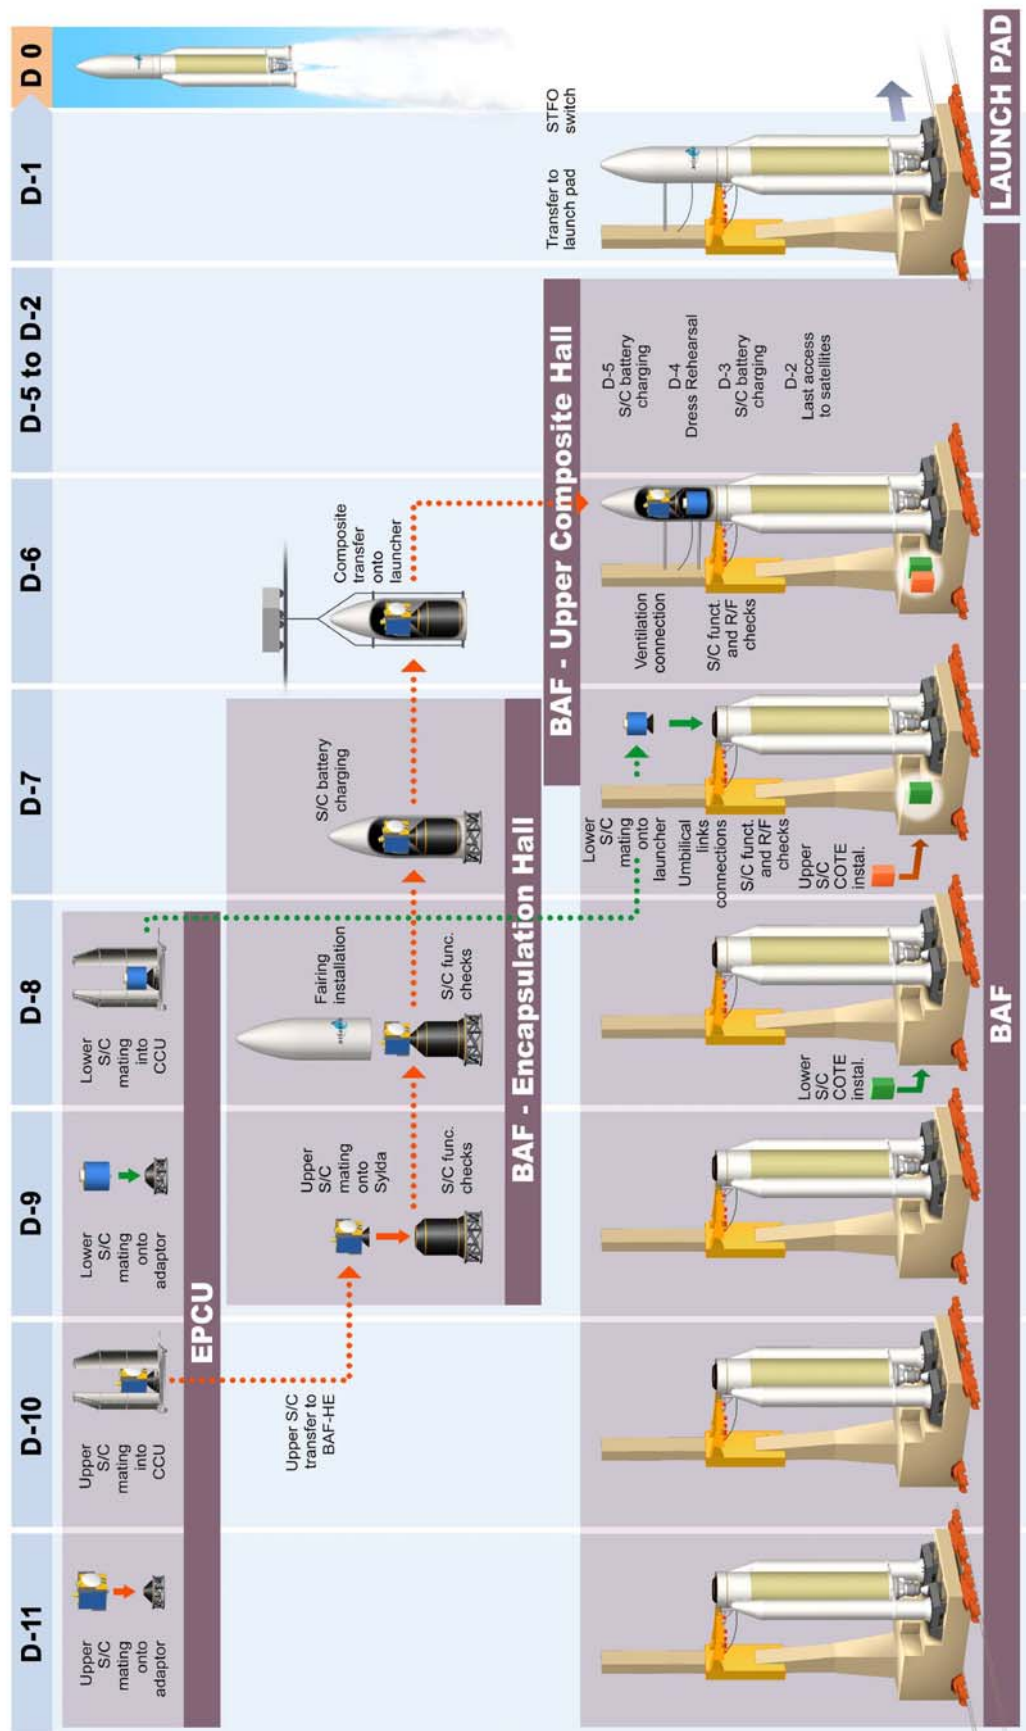 D-11
D-10
D-9
D-8
D-7
D-6
D-5 to D-2
D-1
D 0
Upper
S/C
mating
onto
adaptor
Upper
S/C
mating
into
CCU
Lower
S/C
mating
onto
adaptor
Lower
S/C
mating
into
CCU
EPCU
Upper S/C
transfer to
BAF-HE
Upper
S/C
mating
onto
Sylda
S/C func.
checks
Fairing
installation
S/C func.
checks
S/C battery
charging
BAF - Encapsulation Hall
Composite
transfer
onto
launcher
BAF - Upper Composite Hall
Lower
S/C
COTE
instal.
Lower
S/C
mating
onto
launcher
Umbilical
links
connections
S/C funct.
and R/F
checks
Upper
S/C
COTE
instal.
Ventilation
connection
S/C funct.
and R/F
checks
D-5
S/C battery
charging
D-4
Dress Rehearsal
D-3
S/C battery
charging
D-2
Last access
to satellites
Transfer to
launch pad
STFO
switch
BAF
LAUNCH PAD